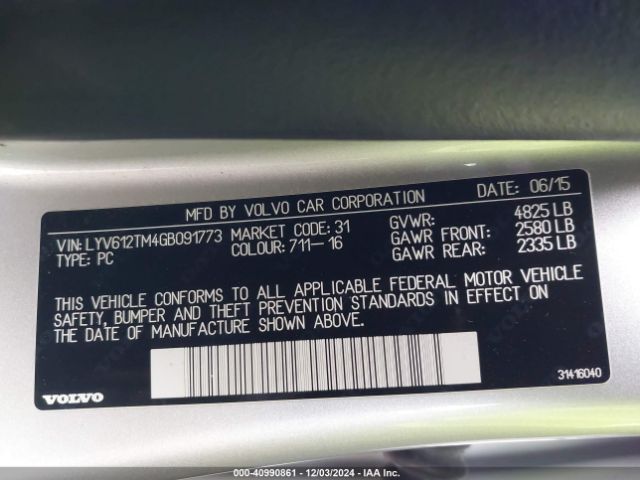 MFD BY VOLVO CAR CORPORATION DATE: 06/15
VIN: LYV612TM4GB091773 MARKET CODE: 31 GVWR: 4825 LB
TYPE: PC COLOUR: 711-16 GAWR FRONT: 2580 LB
GAWR REAR: 2335 LB
THIS VEHICLE CONFORMS TO ALL APPLICABLE FEDERAL MOTOR VEHICLE
SAFETY, BUMPER AND THEFT PREVENTION STANDARDS IN EFFECT ON
THE DATE OF MANUFACTURE SHOWN ABOVE.
VOLVO 31416040
000-40990861 - 12/03/2024 - IAA Inc.